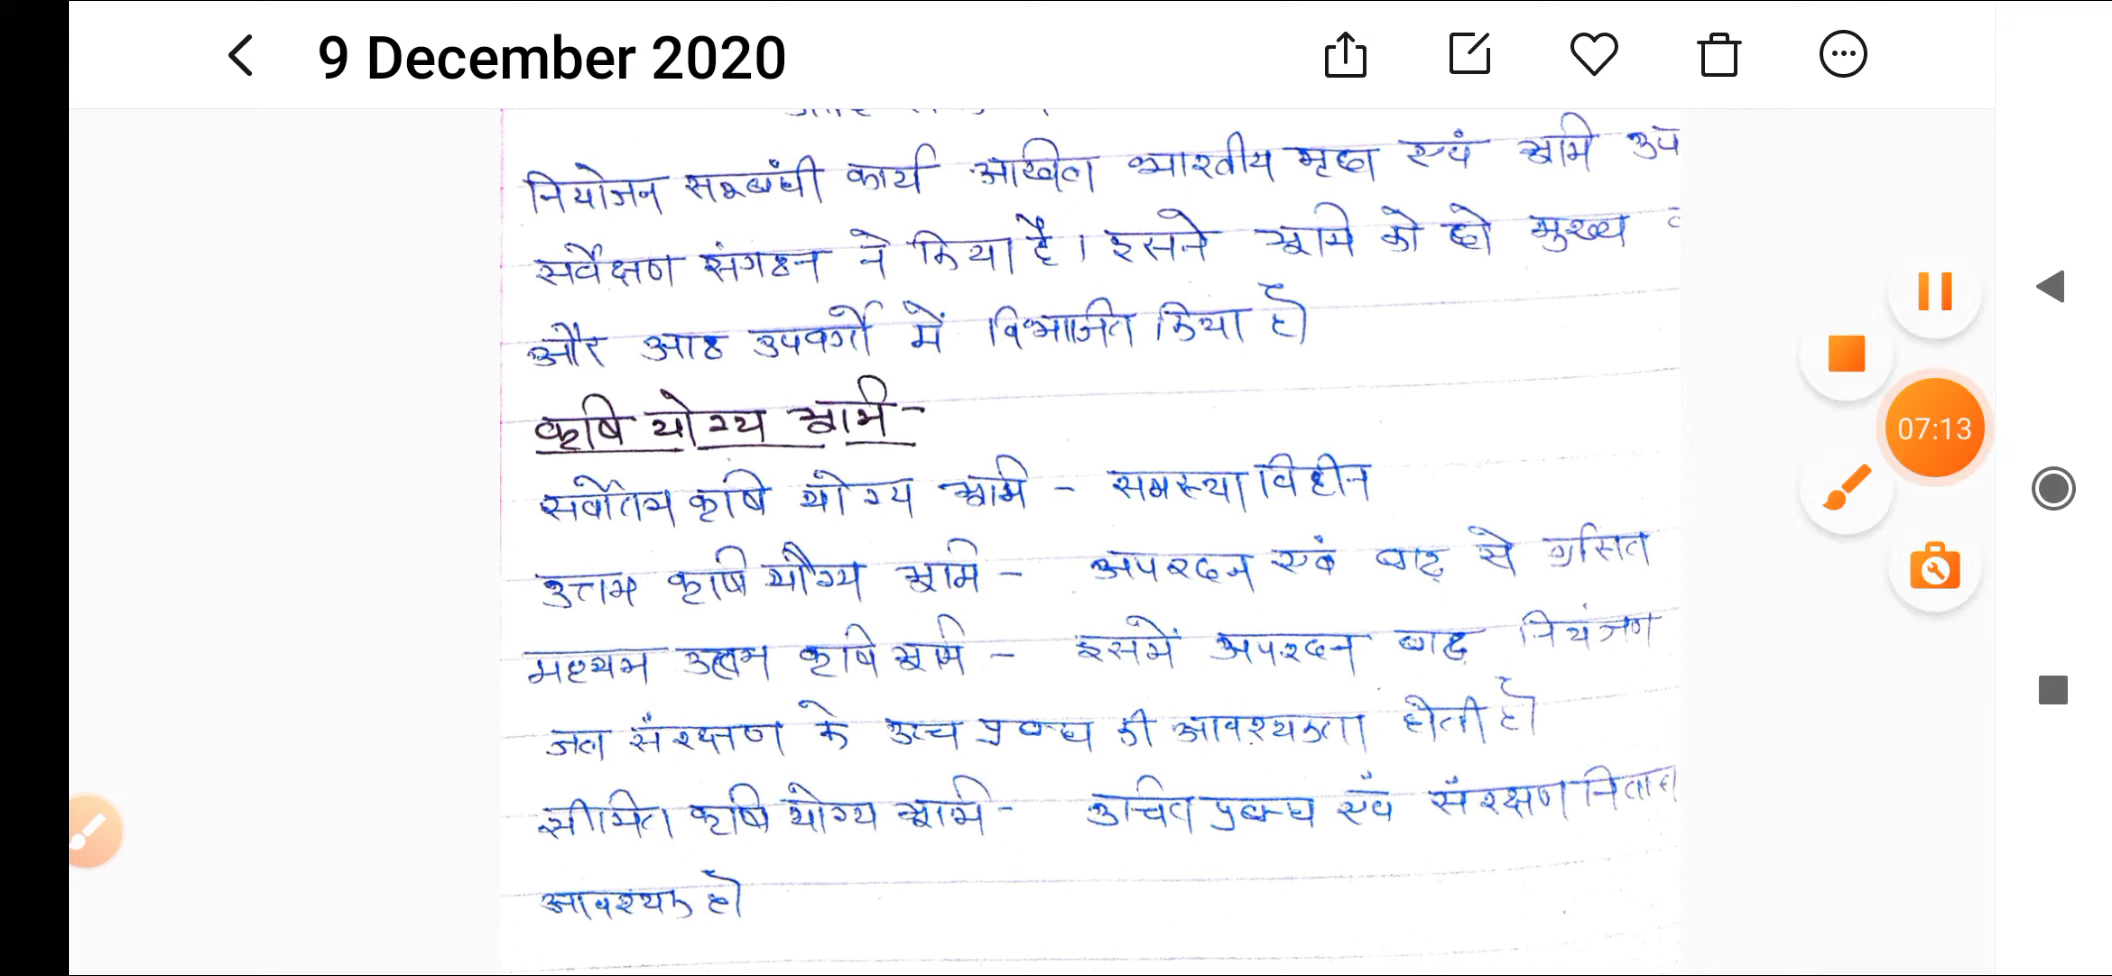 9 December 2020
नियोजन सम्बंधी कार्य अखिल भारतीय मृदा एवं भूमि उप
सर्वेक्षण संगठन ने किया है। इसने भूमि को दो मुख्य
और आठ उपवर्गो में विभाजित किया है।
कृषि योग्य भूमि -
सर्वोतम कृषि योग्य भूमि - समस्या विहीन
उत्तम कृषि योग्य भूमि - अपरदन एवं बाढ़ से ग्रसित
मध्यम उत्तम कृषि भूमि - इसमें अपरदन बाढ़ नियंत्रण
जल संरक्षण के उच्च प्रबन्ध की आवश्यकता होती है।
सीमित कृषि योग्य भूमि - उचित प्रबन्ध एवं संरक्षण
आवश्यक है।
07:13